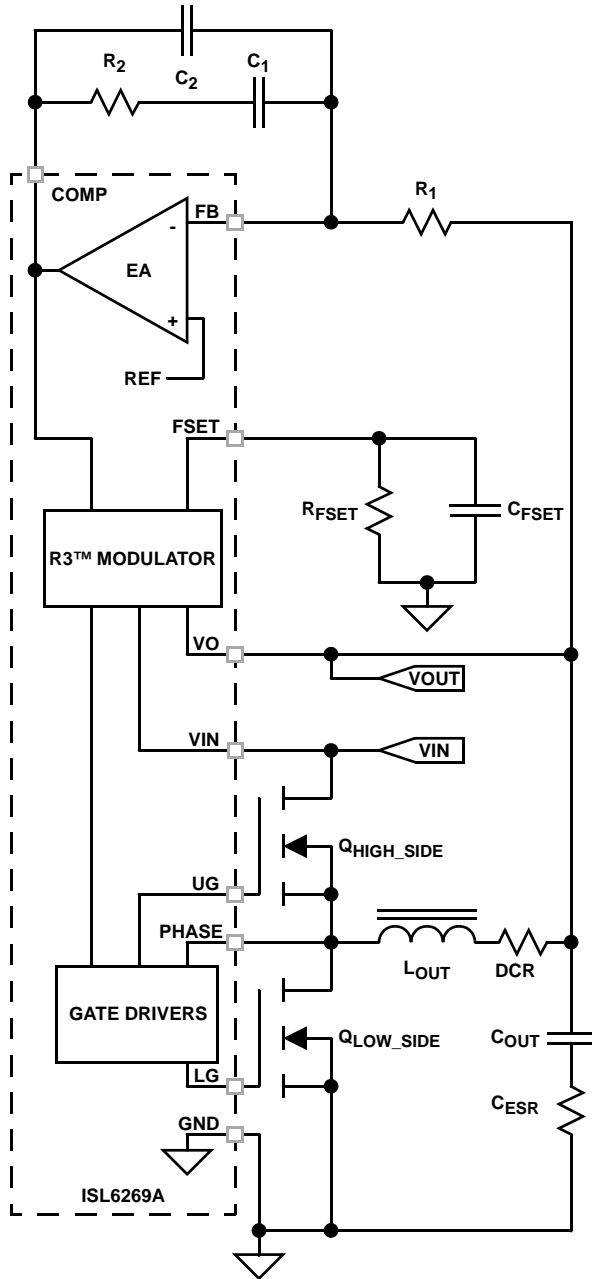 R2
C2
C1
COMP
FB
R1
-
EA
+
REF
FSET
RFSET
CFSET
R3™ MODULATOR
VO
VOUT
VIN
VIN
QHIGH_SIDE
UG
PHASE
LOUT
DCR
GATE DRIVERS
QLOW_SIDE
COUT
LG
CESR
GND
ISL6269A